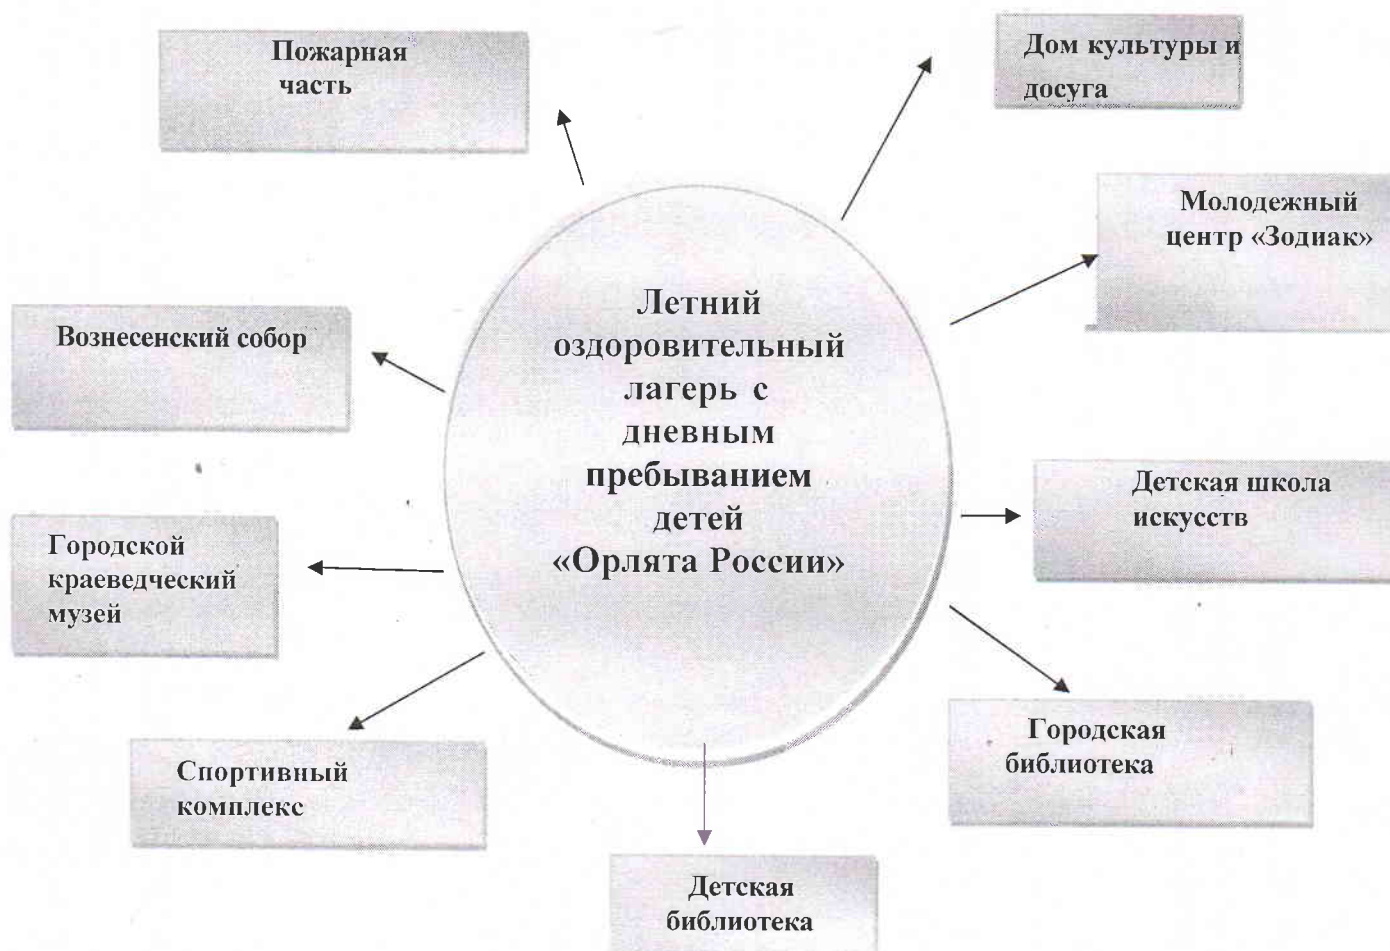 Пожарная
часть
Дом культуры и
досуга
Молодежный
центр «Зодиак»
Вознесенский собор
Летний
оздоровительный
лагерь с
дневным
пребыванием
детей
«Орлята России»
Детская школа
искусств
Городской
краеведческий
музей
Городская
библиотека
Спортивный
комплекс
Детская
библиотека